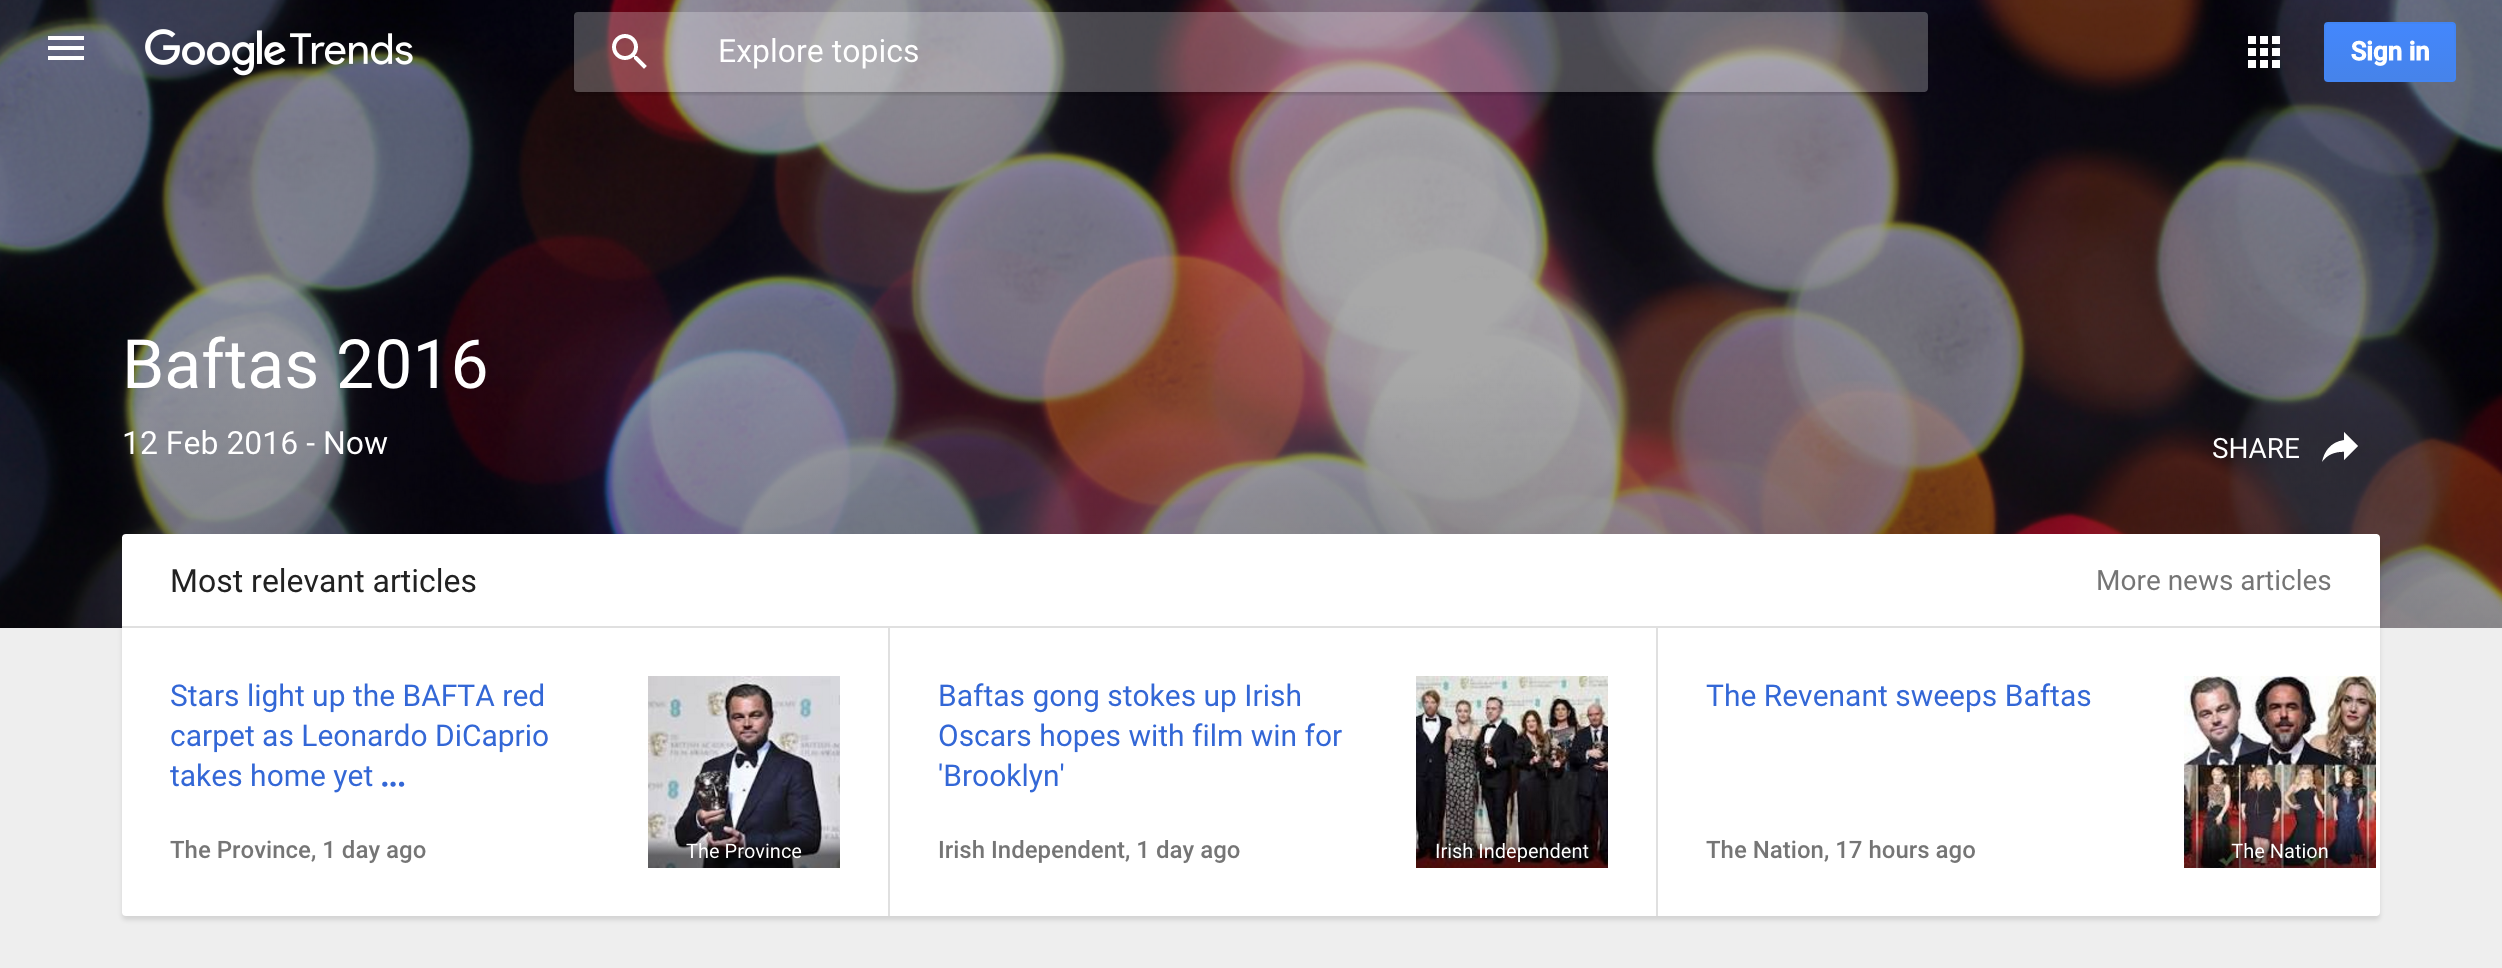 Google Trends
Explore topics
Sign in
Baftas 2016
12 Feb 2016 - Now
SHARE
Most relevant articles
More news articles
Stars light up the BAFTA red
carpet as Leonardo DiCaprio
takes home yet ...
The Province, 1 day ago
The Province
Baftas gong stokes up Irish
Oscars hopes with film win for
'Brooklyn'
Irish Independent, 1 day ago
Irish Independent
The Revenant sweeps Baftas
The Nation, 17 hours ago
The Nation